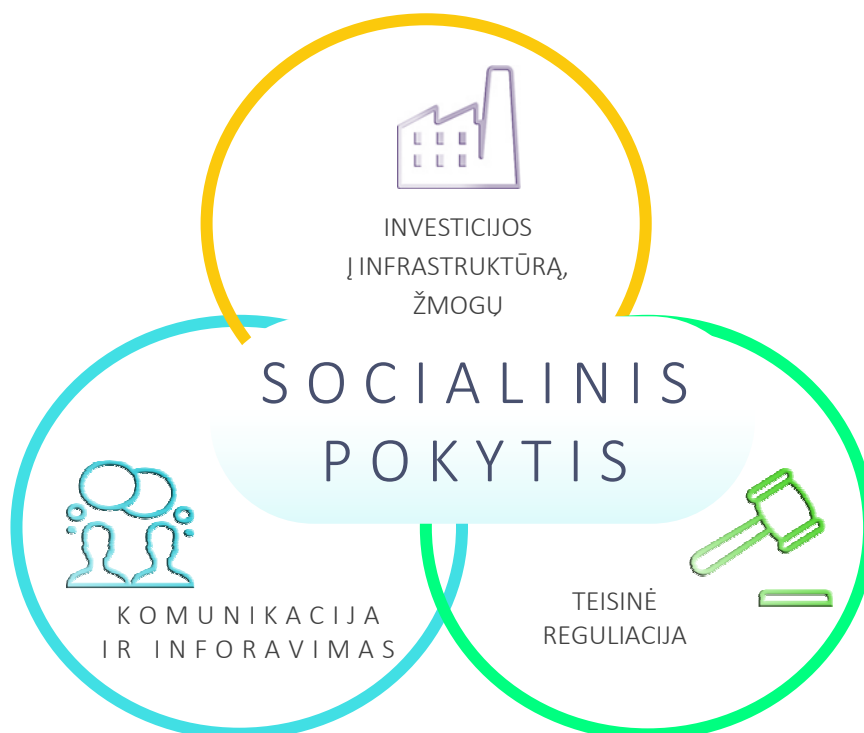 INVESTICIJOS
Į INFRASTRUKTŪRĄ,
ŽMOGŲ
SOCIALINIS
POKYTIS
KOMUNIKACIJA
IR INFORAVIMAS
TEISINĖ
REGULIACIJA